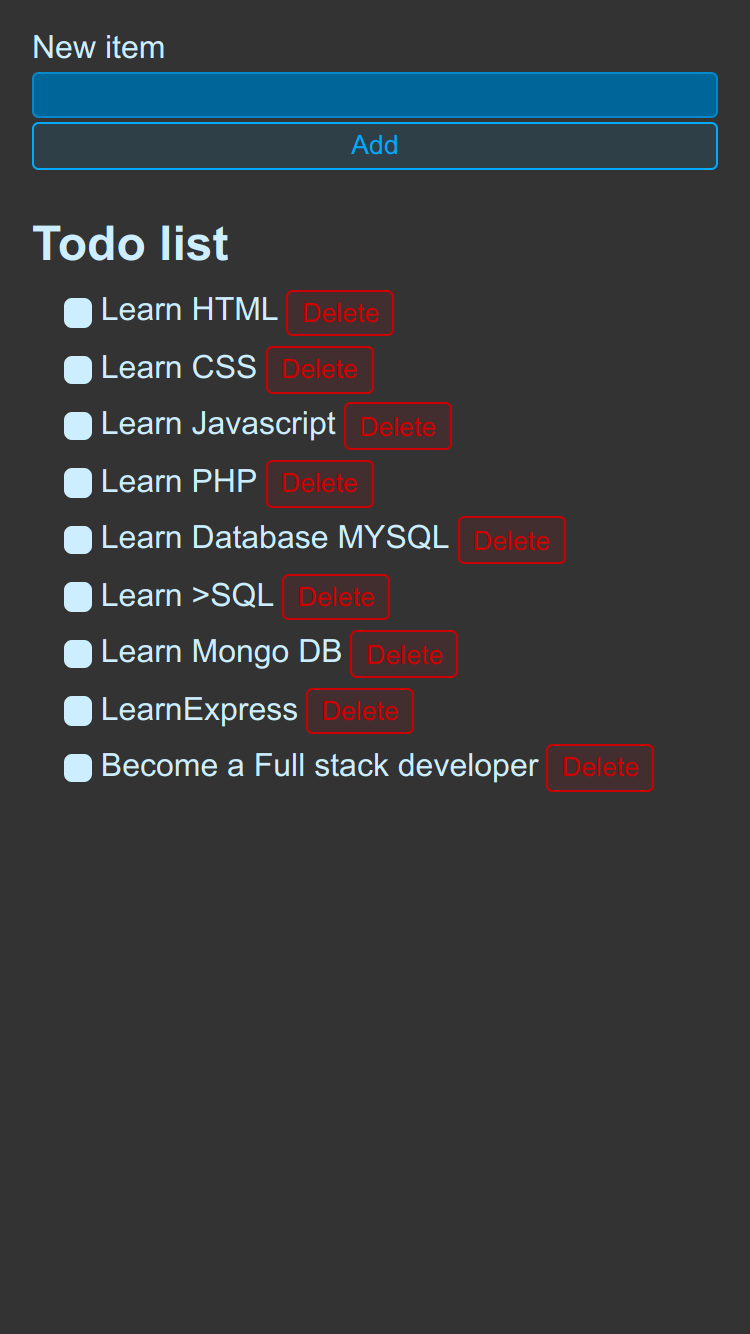 New item
Add
Todo list
Learn HTML Delete
Learn CSS Delete
Learn Javascript Delete
Learn PHP Delete
Learn Database MYSQL Delete
Learn >SQL Delete
Learn Mongo DB Delete
LearnExpress Delete
Become a Full stack developer Delete